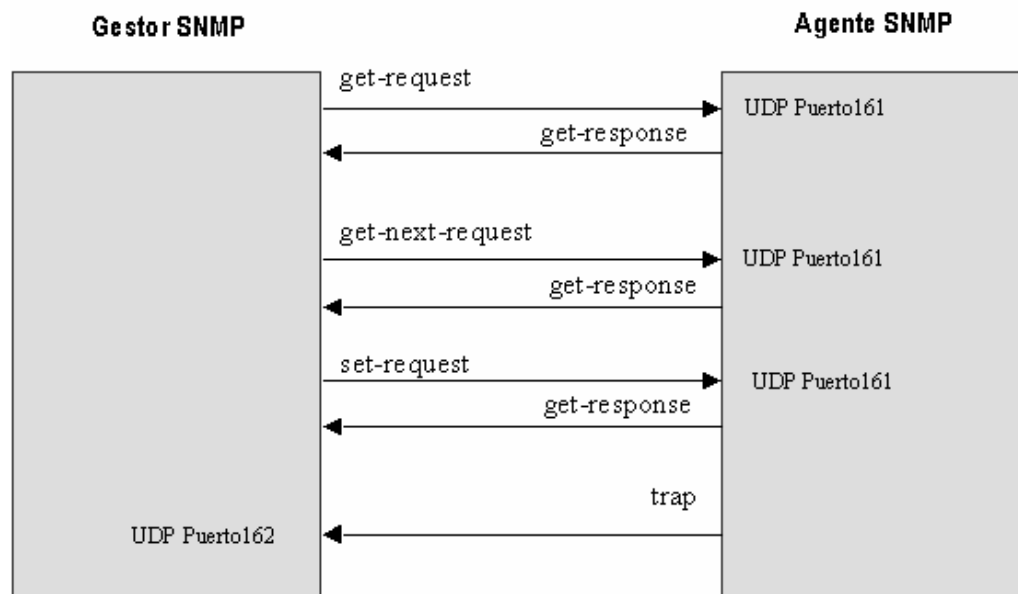 Gestor SNMP
Agente SNMP
get-request
UDP Puerto161
get-response
get-next-request
UDP Puerto161
get-response
set-request
UDP Puerto161
get-response
trap
UDP Puerto162